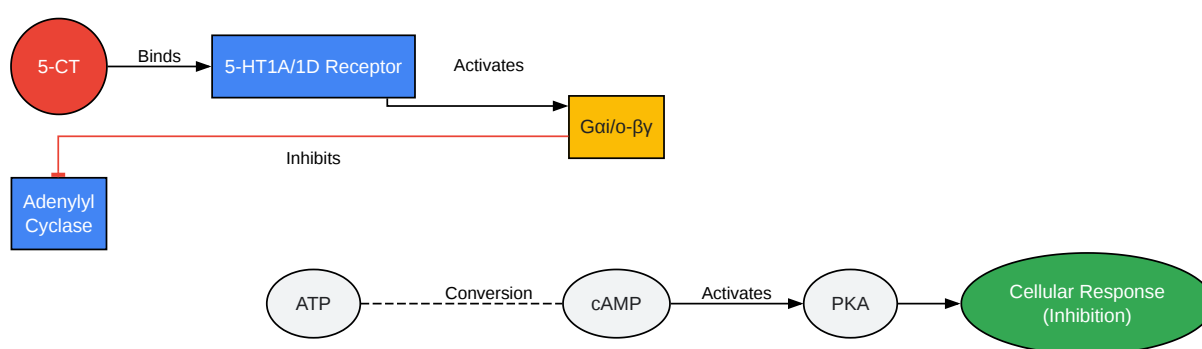 5-CT
Binds
5-HT1A/1D Receptor
Activates
Gαi/o-βγ
Inhibits
Adenylyl
Cyclase
ATP
Conversion
cAMP
Activates
PKA
Cellular Response
(Inhibition)